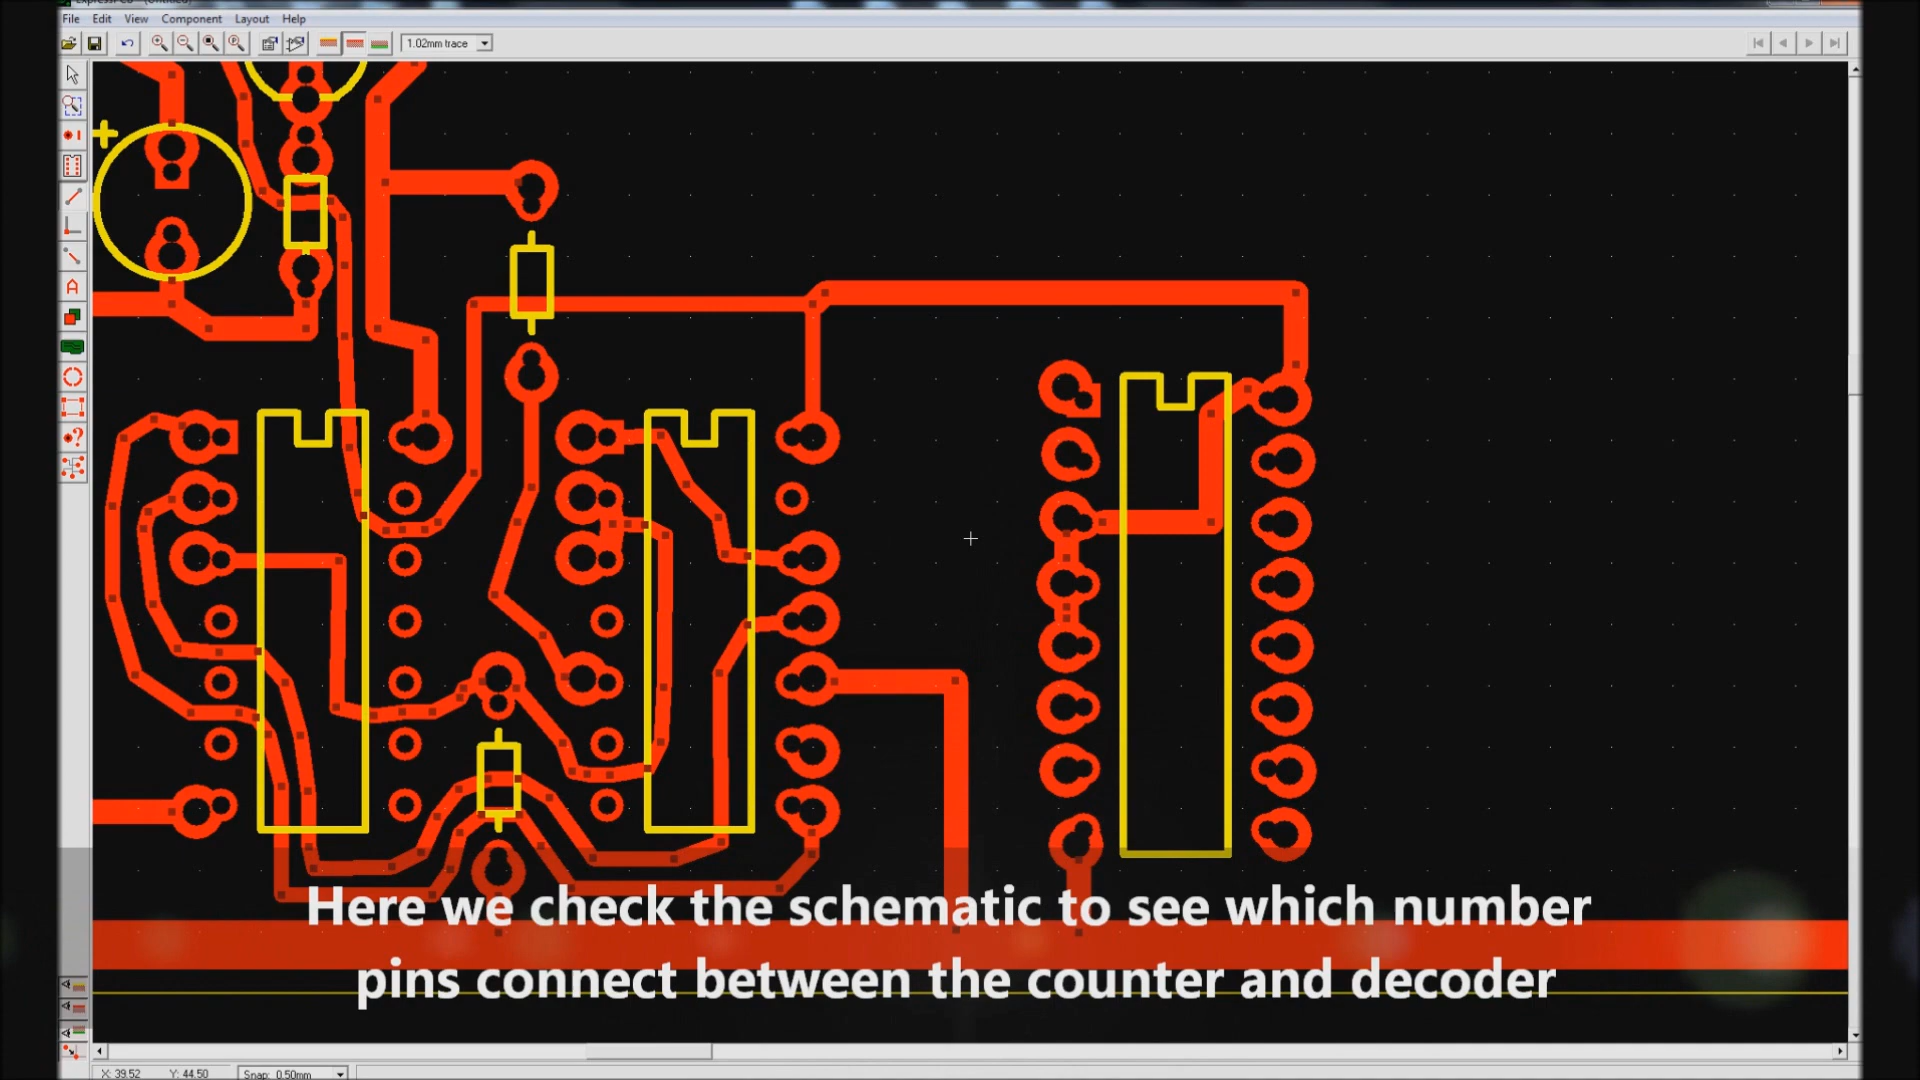 File Edit View Component Layout Help
1.02mm trace
Here we check the schematic to see which number
pins connect between the counter and decoder
X: 39.52 Y: 44.50 Snap: 0.50mm